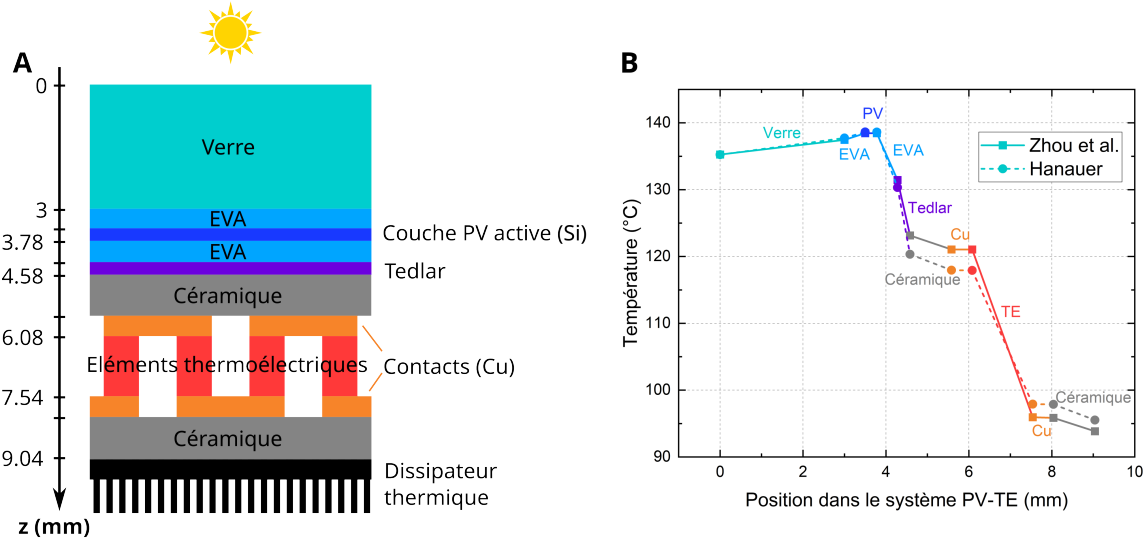 A
0
3
3.78
4.58
6.08
7.54
9.04
z (mm)
Verre
EVA
EVA
Céramique
Eléments thermoélectriques
Céramique
Couche PV active (Si)
Tedlar
Contacts (Cu)
Dissipateur
thermique
B
Température (°C)
140
130
120
110
100
90
0
2
4
6
8
10
Position dans le système PV-TE (mm)
Verre
EVA
PV
EVA
Tedlar
Cu
Céramique
TE
Céramique
Cu
Zhou et al.
Hanauer